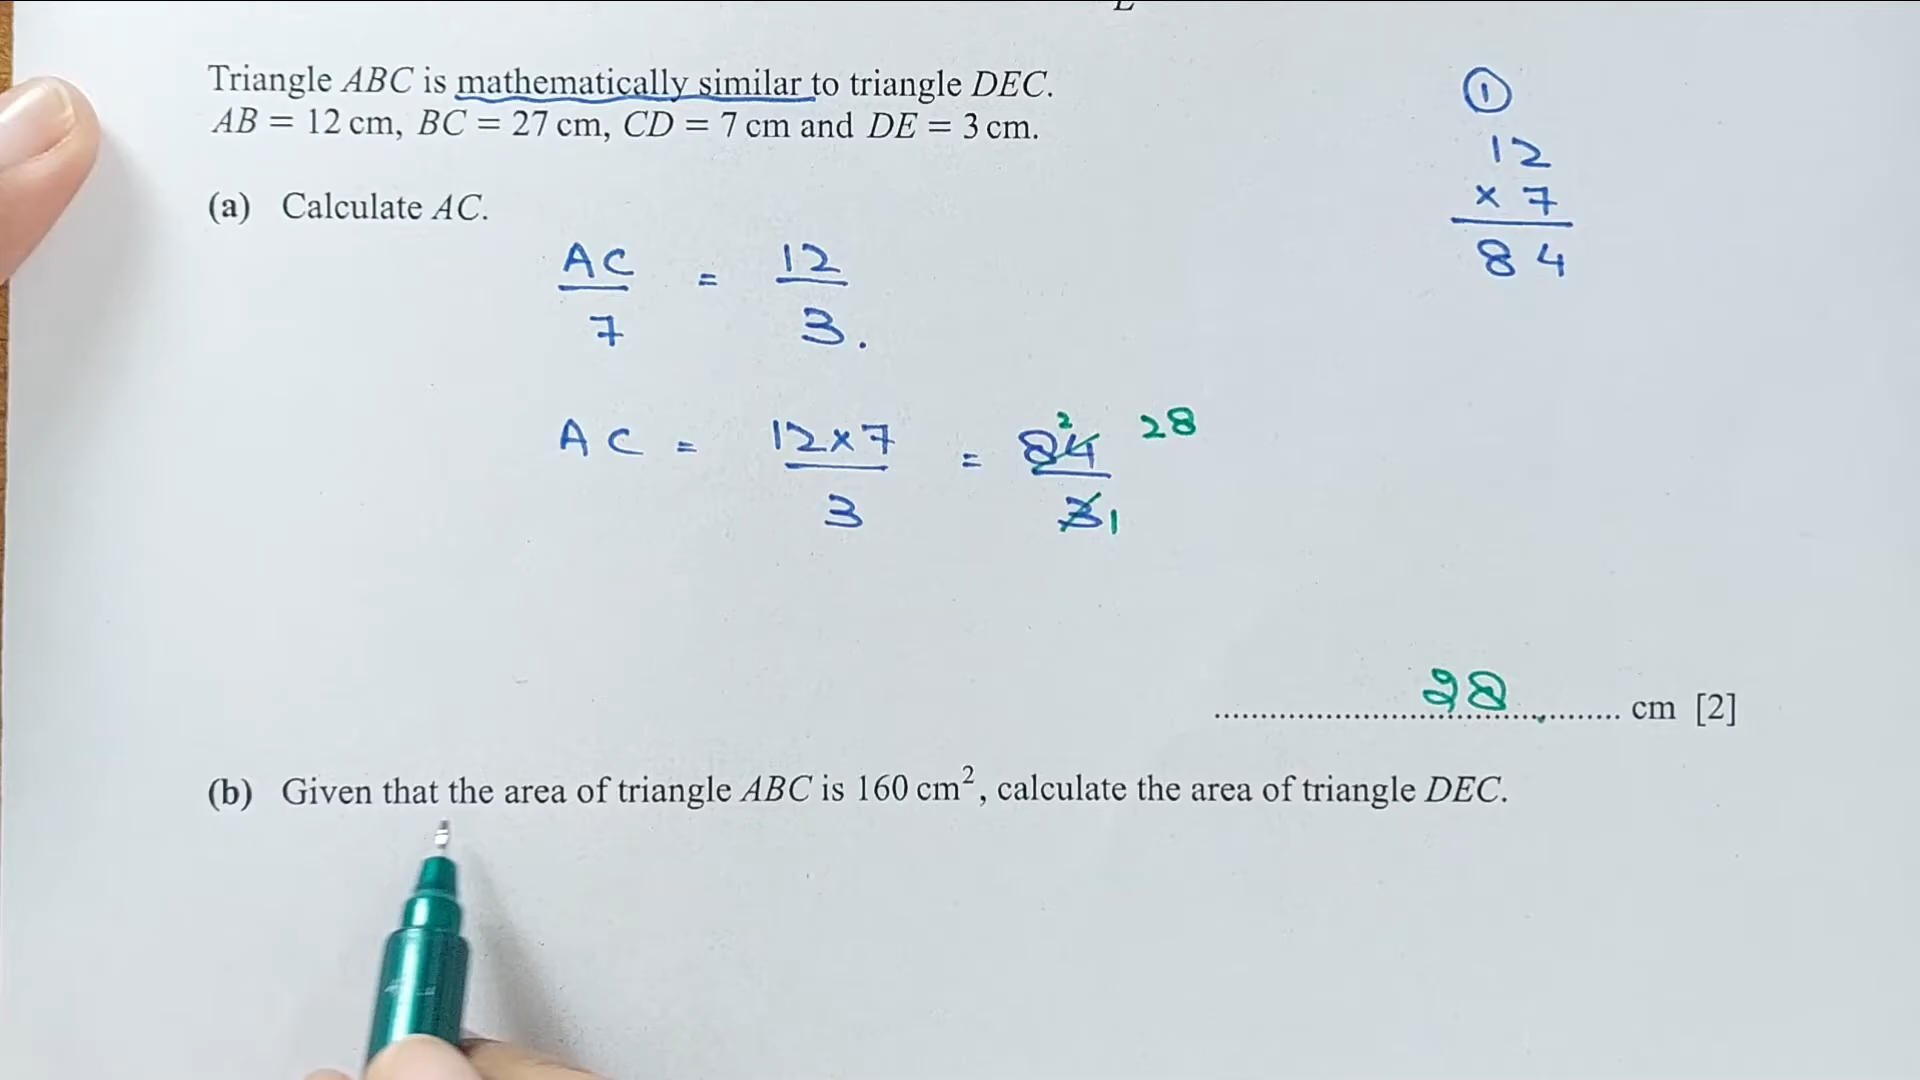 Triangle ABC is mathematically similar to triangle DEC.
AB = 12 cm, BC = 27 cm, CD = 7 cm and DE = 3 cm.
(a) Calculate AC.
AC/7 = 12/3.
AC = 12×7/3 = 84/3 28
2
1
①
12
× 7
84
28 cm [2]
(b) Given that the area of triangle ABC is 160 cm², calculate the area of triangle DEC.